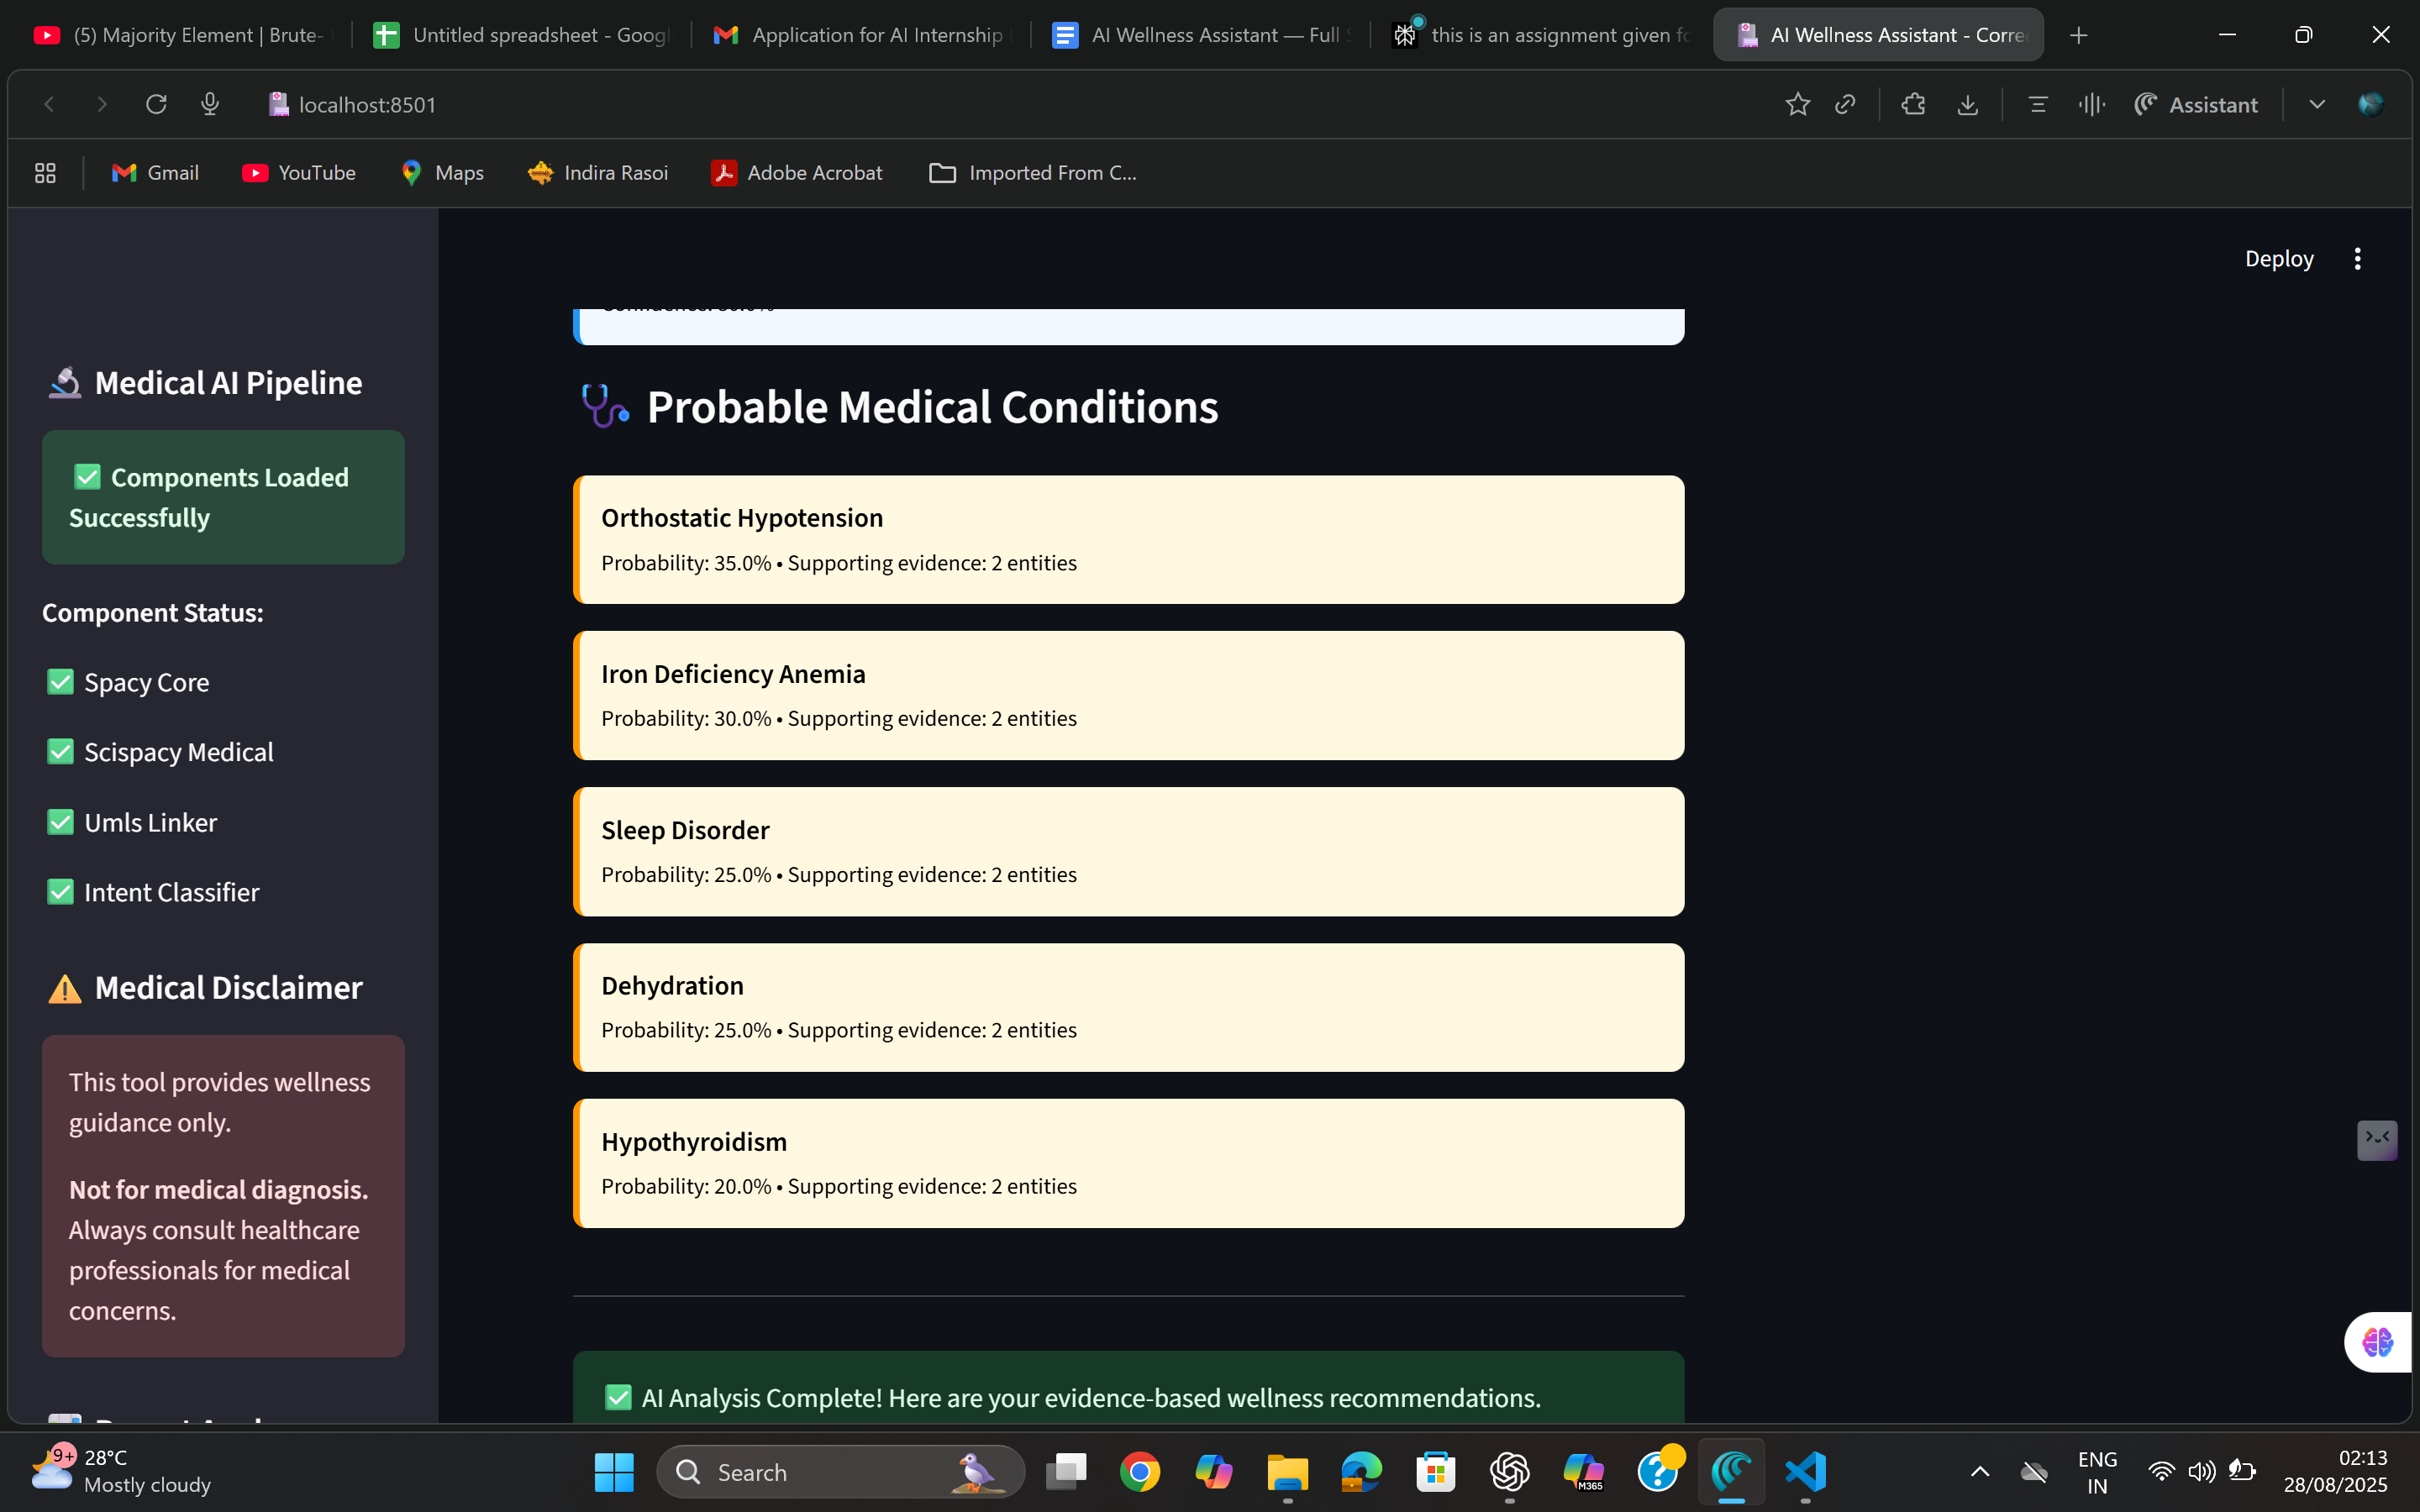 (5) Majority Element | Brute-
Untitled spreadsheet - Googl
Application for AI Internship
AI Wellness Assistant — Full S
this is an assignment given fo
AI Wellness Assistant - Corre
localhost:8501
Assistant
Gmail
YouTube
Maps
Indira Rasoi
Adobe Acrobat
Imported From C...
Deploy
Medical AI Pipeline
Components Loaded
Successfully
Component Status:
Spacy Core
Scispacy Medical
Umls Linker
Intent Classifier
Medical Disclaimer
This tool provides wellness
guidance only.
Not for medical diagnosis.
Always consult healthcare
professionals for medical
concerns.
Probable Medical Conditions
Orthostatic Hypotension
Probability: 35.0% • Supporting evidence: 2 entities
Iron Deficiency Anemia
Probability: 30.0% • Supporting evidence: 2 entities
Sleep Disorder
Probability: 25.0% • Supporting evidence: 2 entities
Dehydration
Probability: 25.0% • Supporting evidence: 2 entities
Hypothyroidism
Probability: 20.0% • Supporting evidence: 2 entities
AI Analysis Complete! Here are your evidence-based wellness recommendations.
9+
28°C
Mostly cloudy
Search
M365
ENG
IN
02:13
28/08/2025